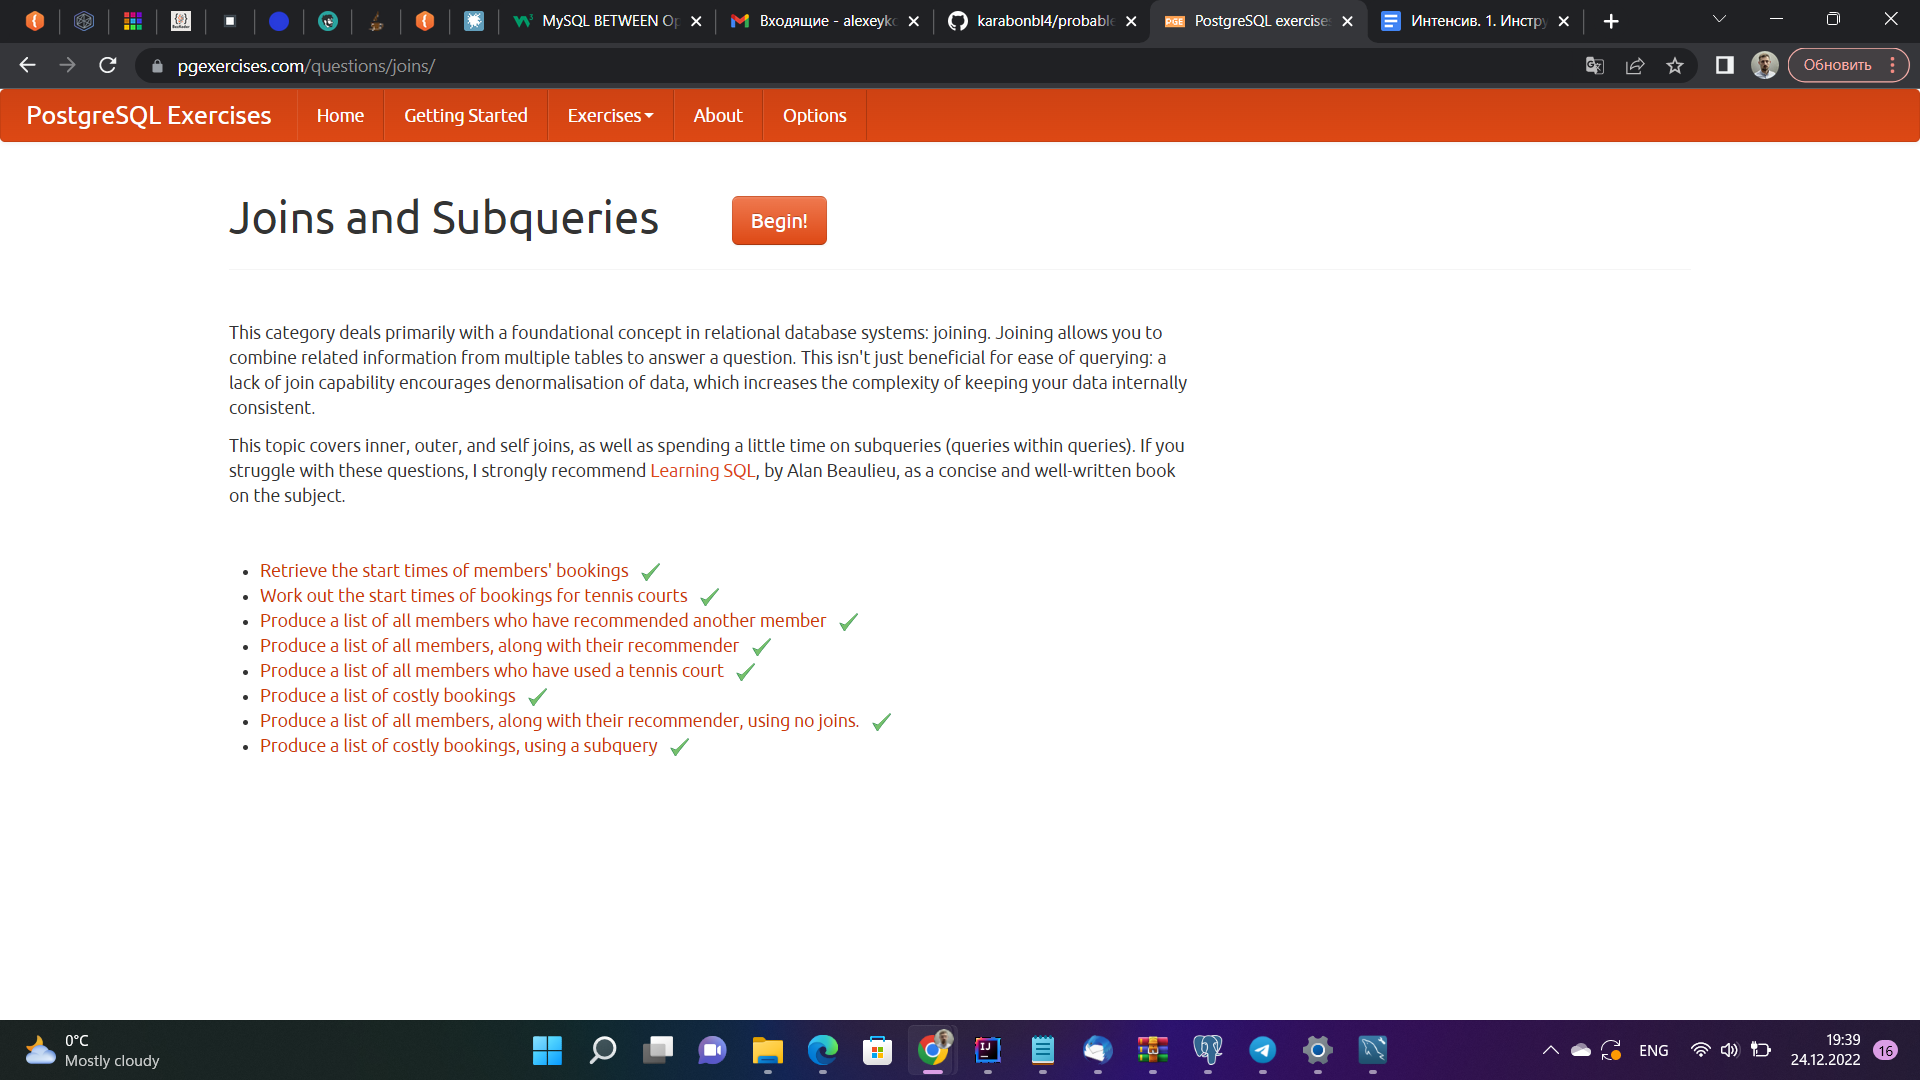 MySQL BETWEEN Op
Входящие - alexeyko
karabonbl4/probable
PostgreSQL exercises
Интенсив. 1. Инстру
pgexercises.com/questions/joins/
Обновить
PostgreSQL Exercises
Home
Getting Started
Exercises
About
Options
Joins and Subqueries
Begin!
This category deals primarily with a foundational concept in relational database systems: joining. Joining allows you to
combine related information from multiple tables to answer a question. This isn't just beneficial for ease of querying: a
lack of join capability encourages denormalisation of data, which increases the complexity of keeping your data internally
consistent.
This topic covers inner, outer, and self joins, as well as spending a little time on subqueries (queries within queries). If you
struggle with these questions, I strongly recommend Learning SQL, by Alan Beaulieu, as a concise and well-written book
on the subject.
Retrieve the start times of members' bookings
Work out the start times of bookings for tennis courts
Produce a list of all members who have recommended another member
Produce a list of all members, along with their recommender
Produce a list of all members who have used a tennis court
Produce a list of costly bookings
Produce a list of all members, along with their recommender, using no joins.
Produce a list of costly bookings, using a subquery
0°C
Mostly cloudy
ENG
19:39
24.12.2022
16